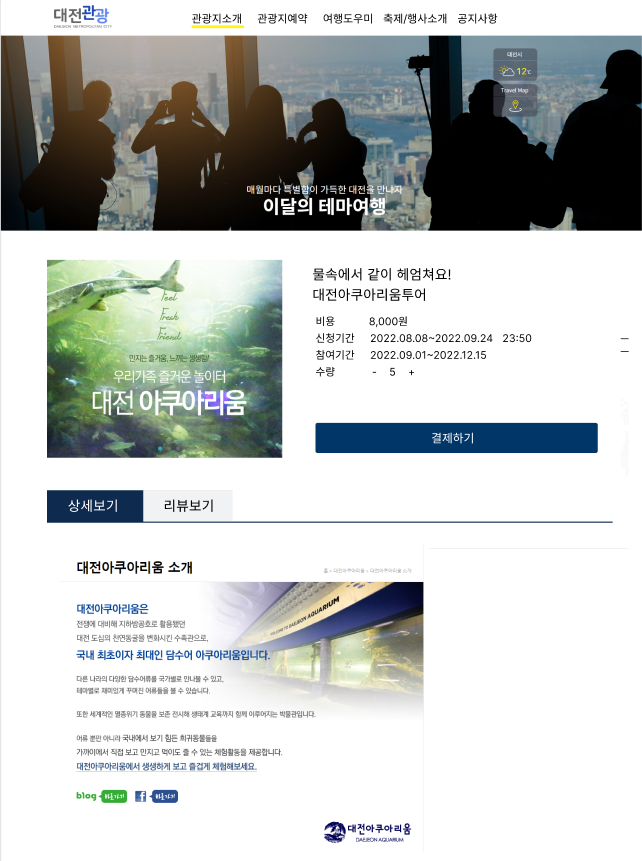 대전관광
DAEJEON METROPOLITAN CITY
관광지소개 관광지예약 여행도우미 축제/행사소개 공지사항
대전시
12℃
Travel Map
매월마다 특별함이 가득한 대전을 만나자
이달의 테마여행
Feel
Fresh
Friend
만지는 즐거움, 느끼는 생생함!
우리가족 즐거운 놀이터
대전 아쿠아리움
물속에서 같이 헤엄쳐요!
대전아쿠아리움투어
비용 8,000원
신청기간 2022.08.08~2022.09.24 23:50
참여기간 2022.09.01~2022.12.15
수량 - 5 +
결제하기
상세보기 리뷰보기
대전아쿠아리움 소개
홈 > 대전아쿠아리움 > 대전아쿠아리움 소개
대전아쿠아리움은
전쟁에 대비해 지하방공호로 활용됐던
대전 도심의 천연동굴을 변화시킨 수족관으로,
국내 최초이자 최대인 담수어 아쿠아리움입니다.
WELCOME TO DAEJEON AQUARIUM
다른 나라의 다양한 담수어류를 국가별로 만나볼 수 있고,
테마별로 재미있게 꾸며진 어류들을 볼 수 있습니다.
또한 세계적인 멸종위기 동물을 보존 전시해 생태계 교육까지 함께 이루어지는 박물관입니다.
어류 뿐만 아니라 국내에서 보기 힘든 희귀동물들을
가까이에서 직접 보고 만지고 먹이도 줄 수 있는 체험활동을 제공합니다.
대전아쿠아리움에서 생생하게 보고 즐겁게 체험해보세요.
blog 바로가기 f 바로가기
대전아쿠아리움
DAEJEON AQUARIUM